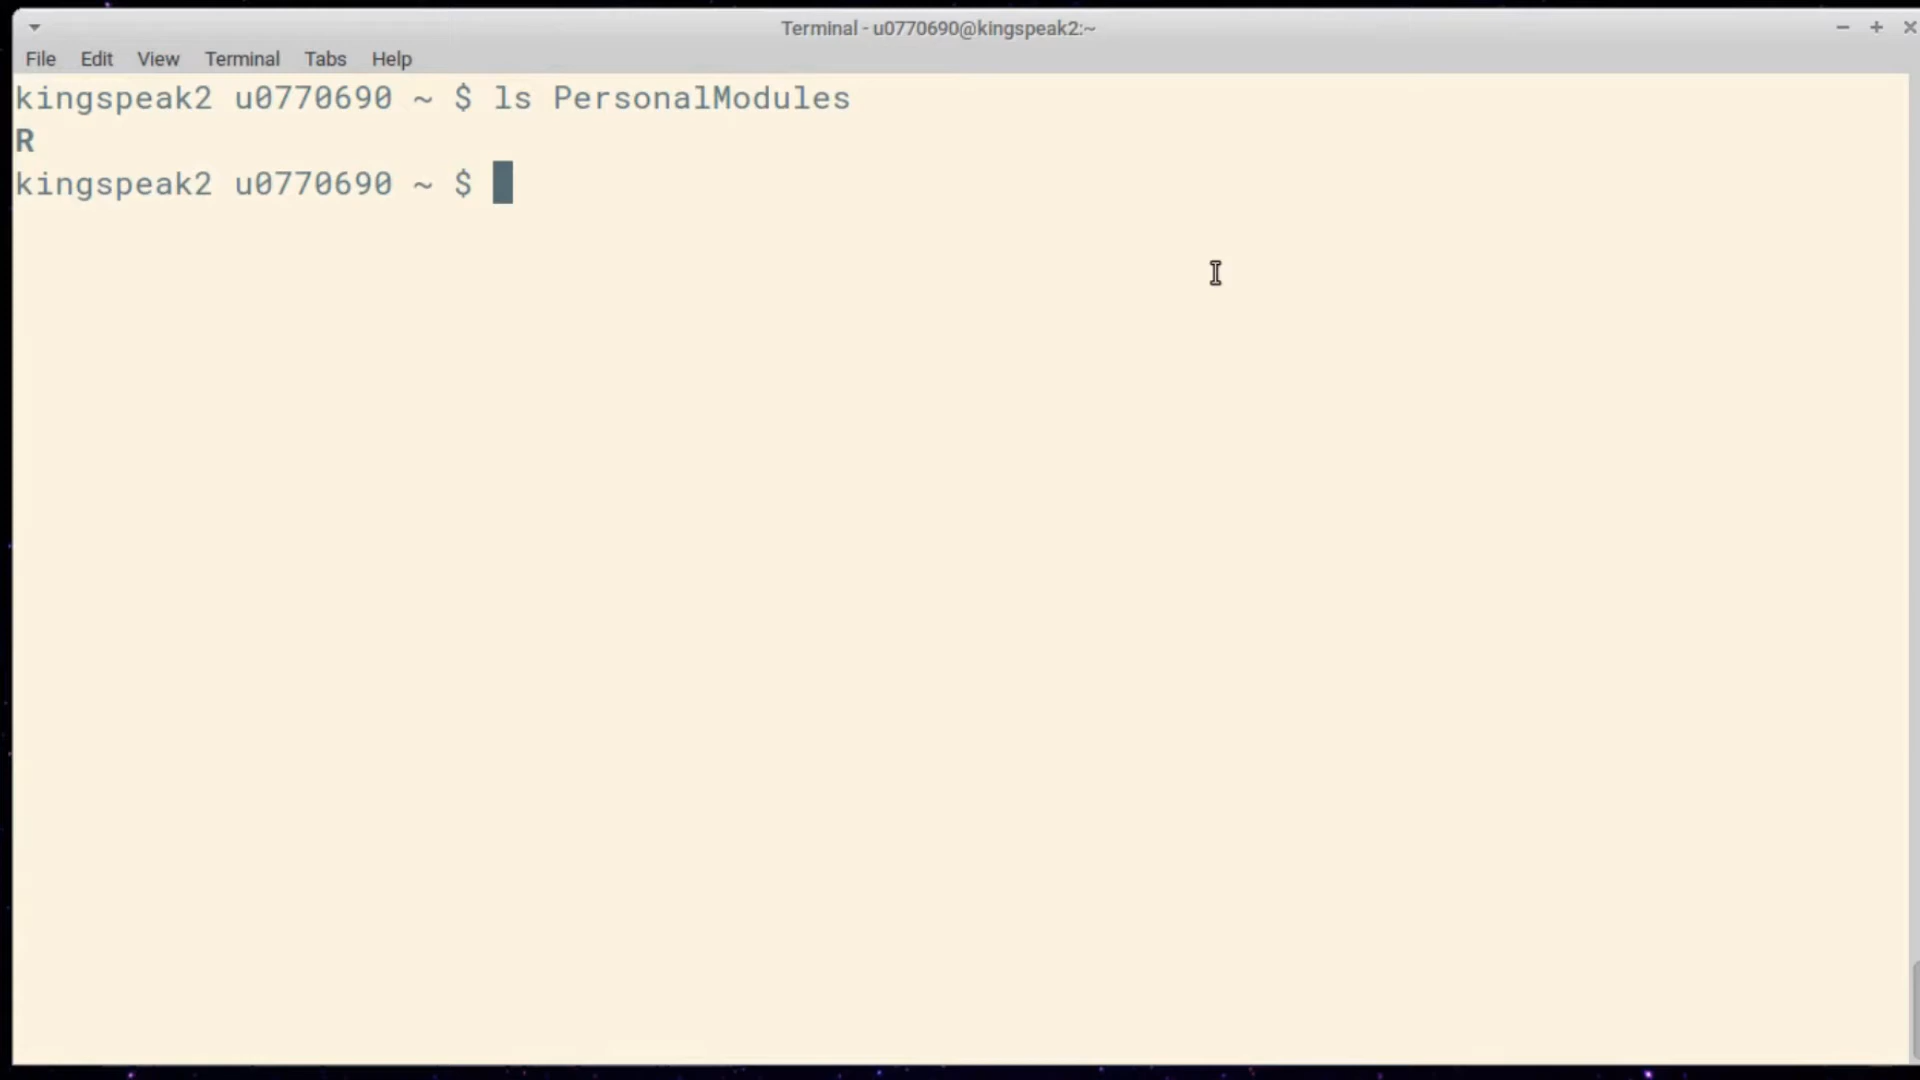 Terminal - u0770690@kingspeak2:~
File Edit View Terminal Tabs Help
kingspeak2 u0770690 ~ $ ls PersonalModules
R
kingspeak2 u0770690 ~ $